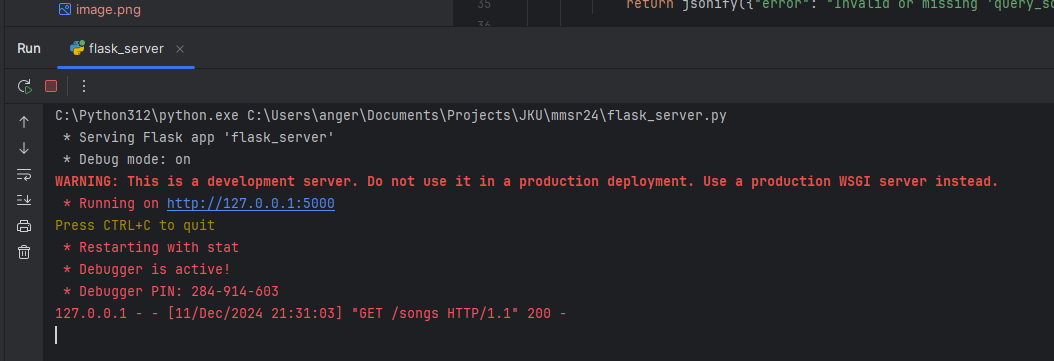 image.png
35
return jsonify({"error": "Invalid or missing 'query_so
36
Run
flask_server
C:\Python312\python.exe C:\Users\anger\Documents\Projects\JKU\mmsr24\flask_server.py
* Serving Flask app 'flask_server'
* Debug mode: on
WARNING: This is a development server. Do not use it in a production deployment. Use a production WSGI server instead.
* Running on http://127.0.0.1:5000
Press CTRL+C to quit
* Restarting with stat
* Debugger is active!
* Debugger PIN: 284-914-603
127.0.0.1 - - [11/Dec/2024 21:31:03] "GET /songs HTTP/1.1" 200 -